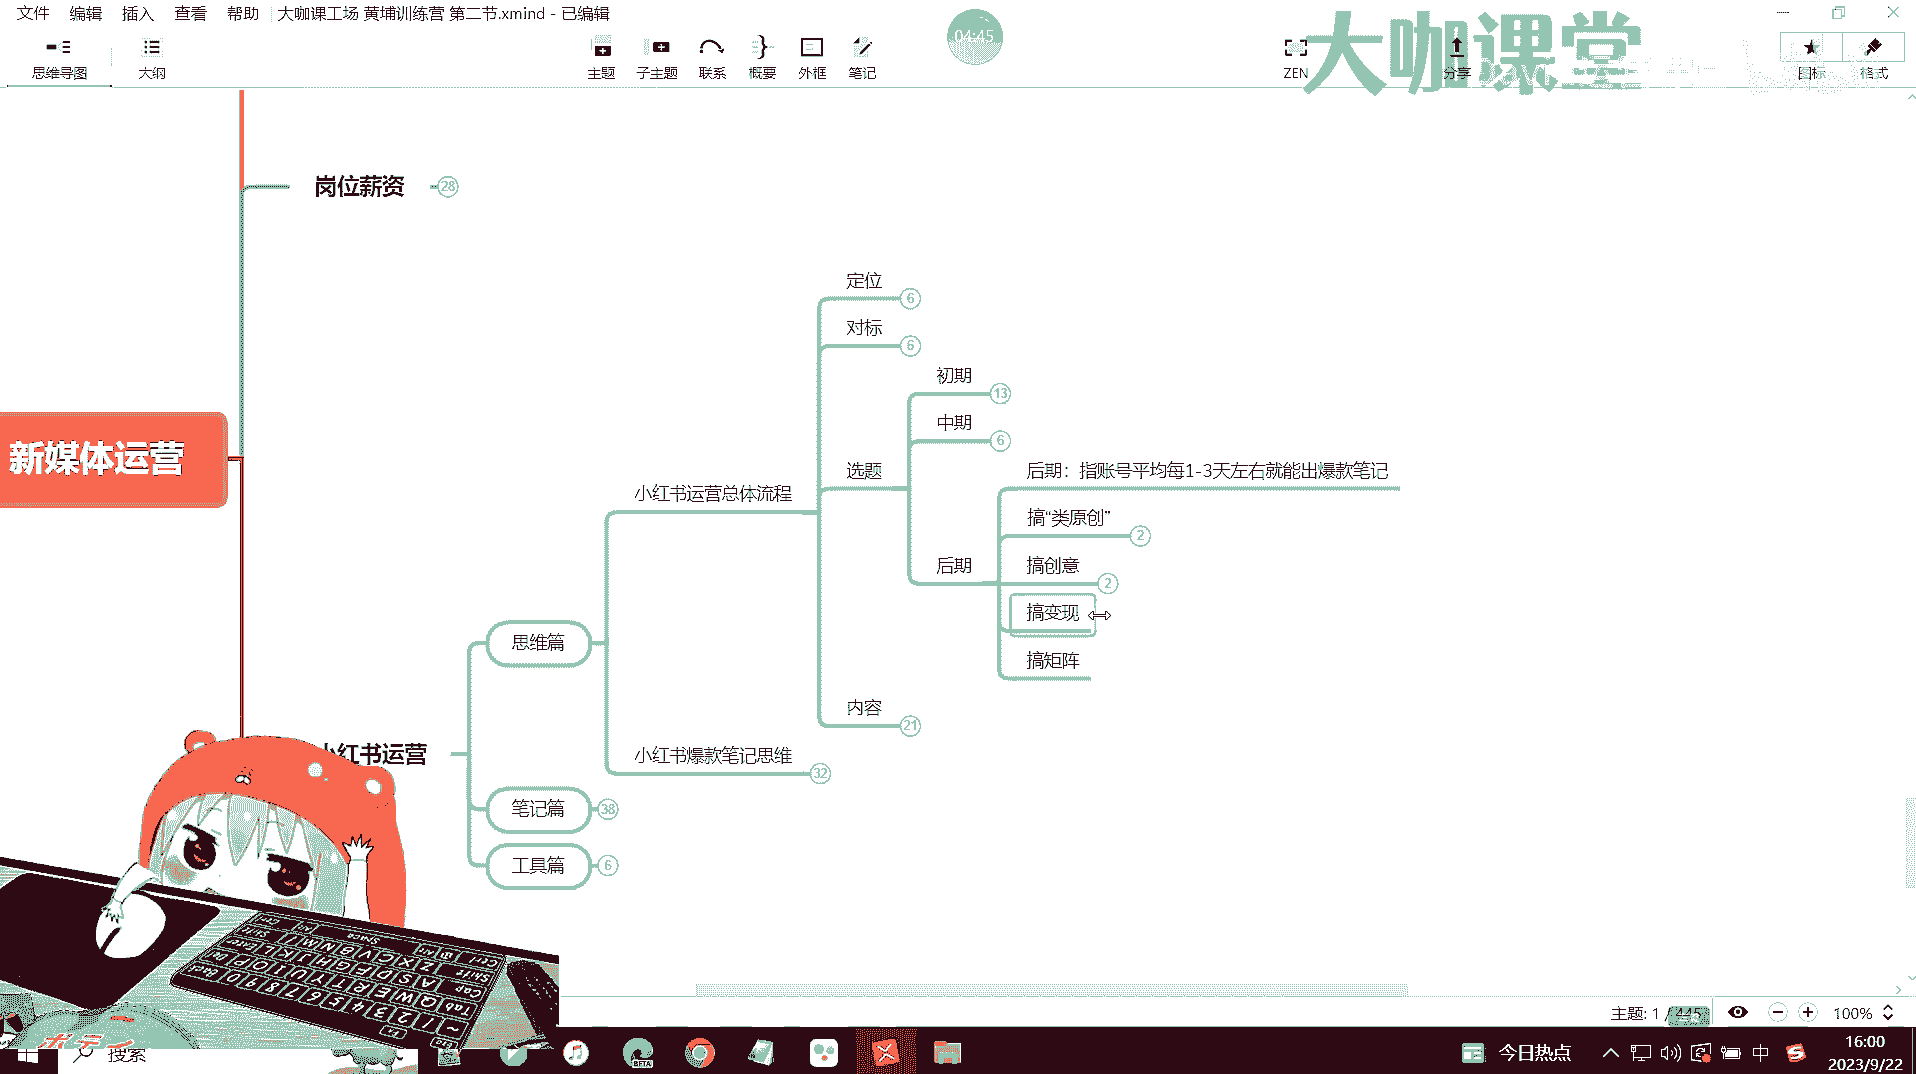 文件 编辑 插入 查看 帮助 大咖课工场 黄埔训练营 第二节.xmind - 已编辑
04:45
大咖课堂
思维导图 大纲 主题 子主题 联系 概要 外框 笔记 ZEN 分享 图标 格式
岗位薪资 28
定位 6
对标 6
初期 13
中期 6
选题
后期：指账号平均每1-3天左右就能出爆款笔记
新媒体运营
小红书运营总体流程
搞“类原创” 2
后期
搞创意 2
搞变现
思维篇
搞矩阵
内容 21
小红书运营
小红书爆款笔记思维 32
笔记篇 38
工具篇 6
主题: 1 / 445
100%
ボデイ
搜索
BETA
今日热点
中
16:00
2023/9/22